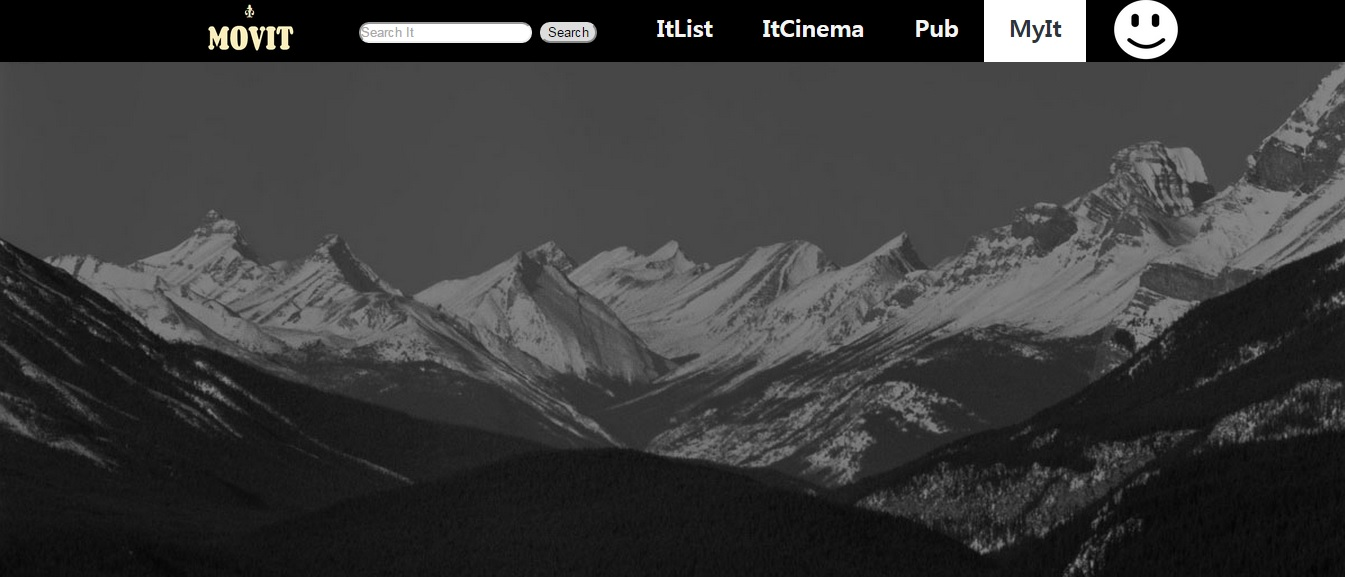 MOVIT
Search It
Search
ItList
ItCinema
Pub
MyIt